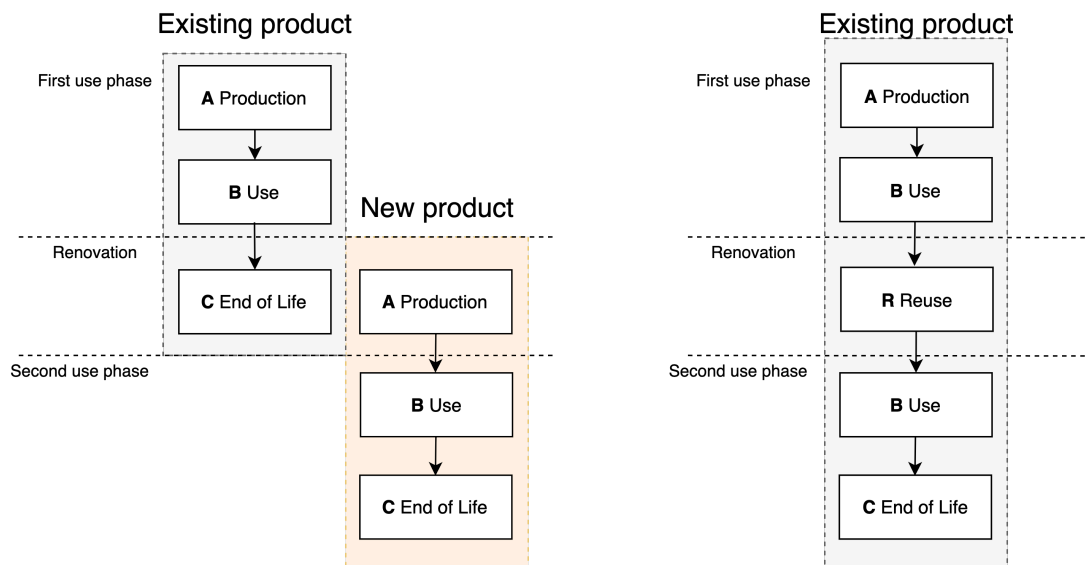 Existing product
First use phase
A Production
B Use
New product
Renovation
C End of Life
A Production
Second use phase
B Use
C End of Life
Existing product
First use phase
A Production
B Use
Renovation
R Reuse
Second use phase
B Use
C End of Life